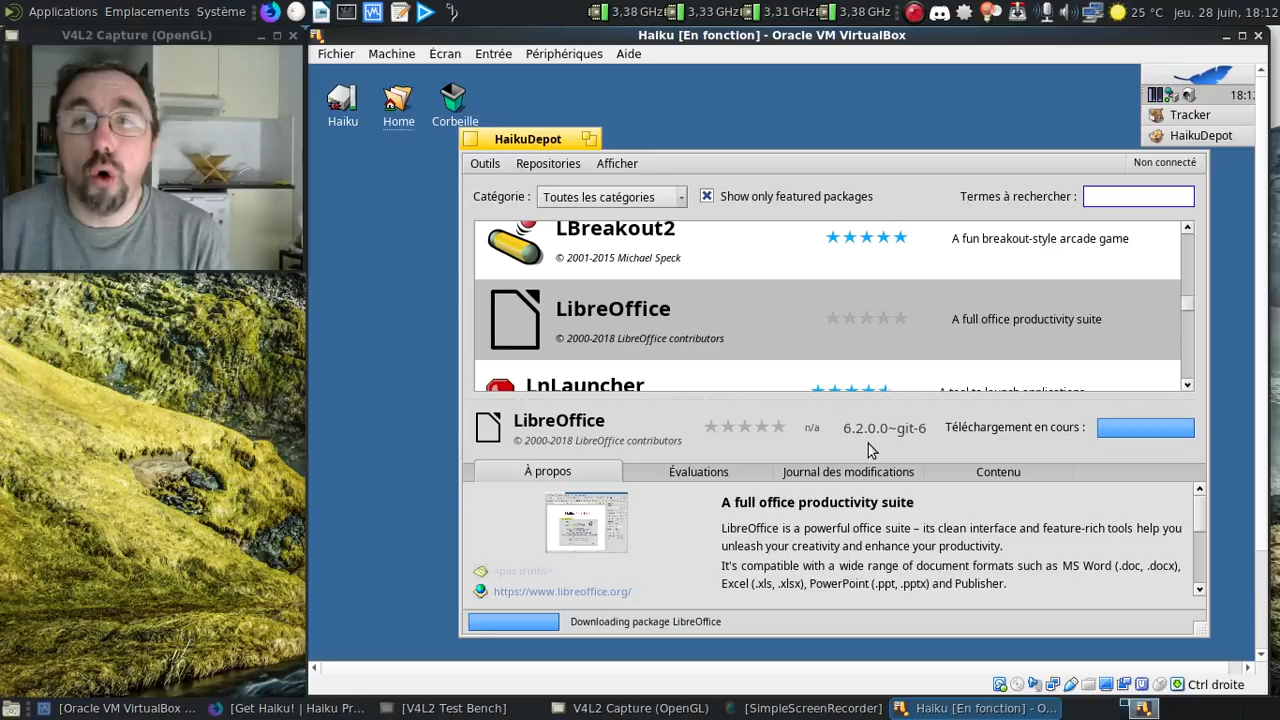 Applications Emplacements Système
3,38 GHz 3,33 GHz 3,31 GHz 3,38 GHz
25 °C jeu. 28 juin, 18:12
V4L2 Capture (OpenGL)
Haiku [En fonction] - Oracle VM VirtualBox
Fichier Machine Écran Entrée Périphériques Aide
Haiku
Home
Corbeille
18:12
Tracker
HaikuDepot
HaikuDepot
Outils Repositories Afficher
Non connecté
Catégorie : Toutes les catégories
Show only featured packages
Termes à rechercher :
LBreakout2
© 2001-2015 Michael Speck
A fun breakout-style arcade game
LibreOffice
© 2000-2018 LibreOffice contributors
A full office productivity suite
LnLauncher
A tool to launch applications
LibreOffice
© 2000-2018 LibreOffice contributors
n/a
6.2.0.0~git-6
Téléchargement en cours :
À propos Évaluations Journal des modifications Contenu
A full office productivity suite
LibreOffice is a powerful office suite – its clean interface and feature-rich tools help you
unleash your creativity and enhance your productivity.
It's compatible with a wide range of document formats such as MS Word (.doc, .docx),
Excel (.xls, .xlsx), PowerPoint (.ppt, .pptx) and Publisher.
<pas d'info>
https://www.libreoffice.org/
Downloading package LibreOffice
Ctrl droite
[Oracle VM VirtualBox ... [Get Haiku! | Haiku Pr... [V4L2 Test Bench] V4L2 Capture (OpenGL) [SimpleScreenRecorder] Haiku [En fonction] - O...